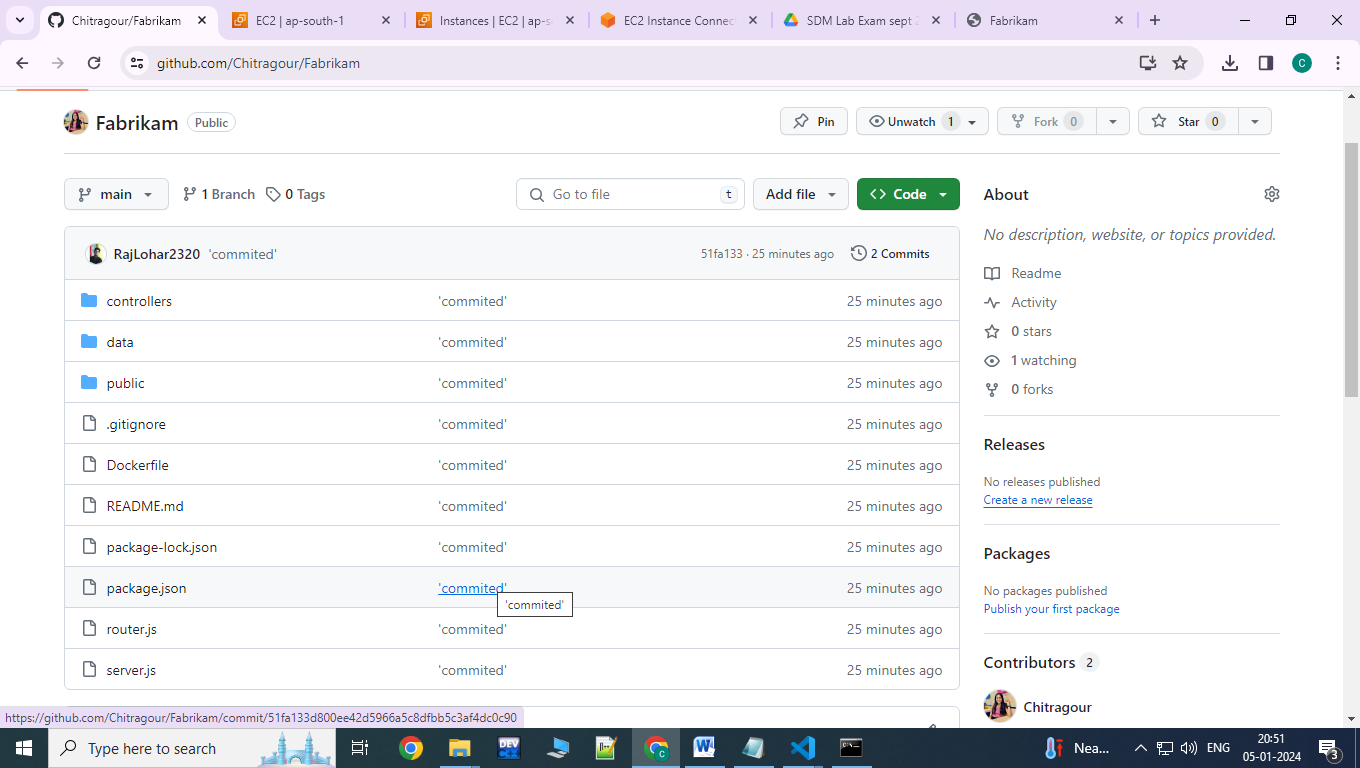 Chitragour/Fabrikam
EC2 | ap-south-1
Instances | EC2 | ap-s
EC2 Instance Connec
SDM Lab Exam sept 2
Fabrikam
github.com/Chitragour/Fabrikam
C
Fabrikam Public
Pin
Unwatch 1
Fork 0
Star 0
main
1 Branch
0 Tags
Go to file t
Add file
Code
RajLohar2320 'commited' 51fa133 · 25 minutes ago 2 Commits
controllers 'commited' 25 minutes ago
data 'commited' 25 minutes ago
public 'commited' 25 minutes ago
.gitignore 'commited' 25 minutes ago
Dockerfile 'commited' 25 minutes ago
README.md 'commited' 25 minutes ago
package-lock.json 'commited' 25 minutes ago
package.json 'commited' 25 minutes ago
'commited'
router.js 'commited' 25 minutes ago
server.js 'commited' 25 minutes ago
About
No description, website, or topics provided.
Readme
Activity
0 stars
1 watching
0 forks
Releases
No releases published
Create a new release
Packages
No packages published
Publish your first package
Contributors 2
Chitragour
https://github.com/Chitragour/Fabrikam/commit/51fa133d800ee42d5966a5c8dfbb5c3af4dc0c90
Type here to search
DEV
C
W
Nea...
ENG
20:51
05-01-2024
3